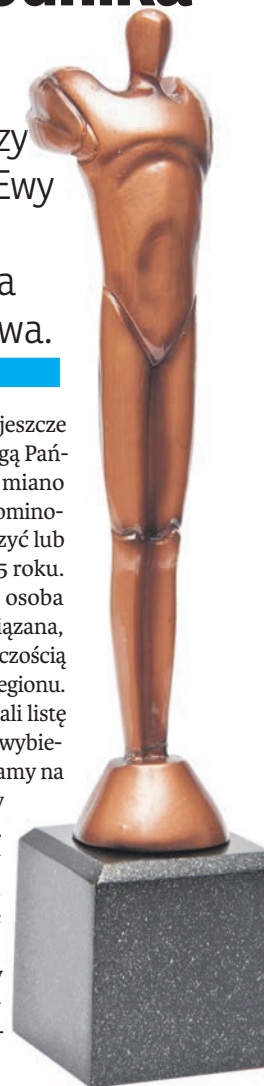 zy
Ewy
a
wa.
jeszcze
gą Pań-
miano
omino-
zyć lub
5 roku.
osoba
iązana,
czością
egionu.
ali listę
wybie-
amy na
y